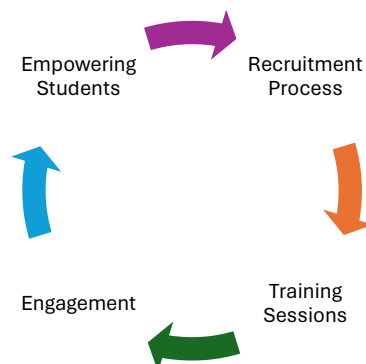 Empowering
Students
Recruitment
Process
Training
Sessions
Engagement